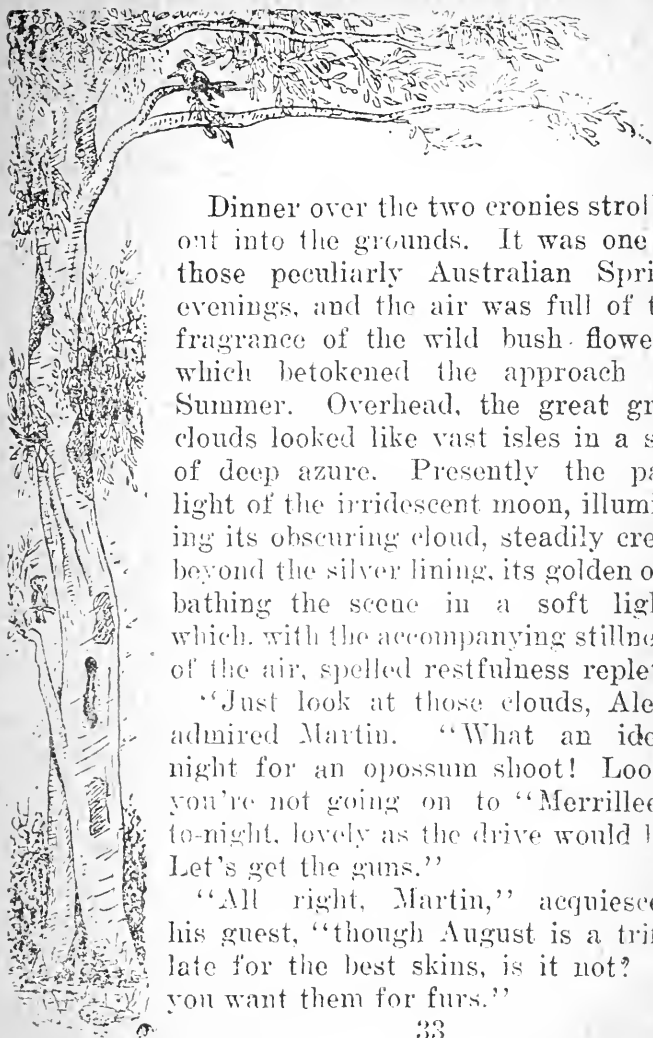 Dinner over the two cronies stroll
out into the grounds. It was one
those peculiarly Australian Spri
evenings, and the air was full of t
fragrance of the wild bush flowe
which betokened the approach
Summer. Overhead, the great gr
clouds looked like vast isles in a s
of deep azure. Presently the pa
light of the irridescent moon, illumi
ing its obscuring cloud, steadily cre
beyond the silver lining, its golden o
bathing the scene in a soft ligh
which, with the accompanying stillne
of the air, spelled restfulness reple
"Just look at those clouds, Ale
admired Martin. "What an ide
night for an opossum shoot! Loo
you're not going on to "Merrillee
to-night, lovely as the drive would b
Let's get the guns."
"All right, Martin," acquiesce
his guest, "though August is a trif
late for the best skins, is it not?
you want them for furs."
33